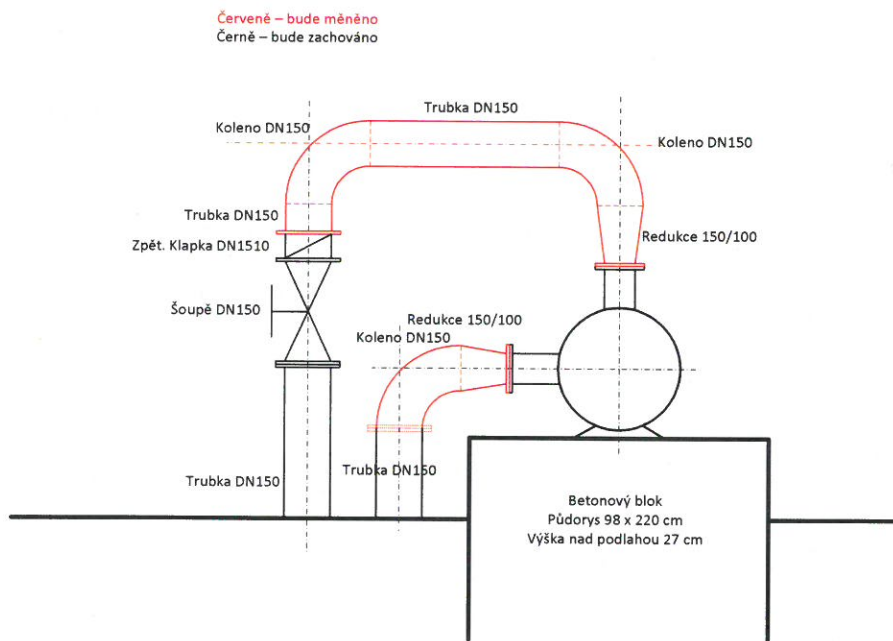 Červeně – bude měněno
Černě – bude zachováno
Trubka DN150
Koleno DN150
Koleno DN150
Trubka DN150
Zpět. Klapka DN1510
Redukce 150/100
Šoupě DN150
Redukce 150/100
Koleno DN150
Trubka DN150
Trubka DN150
Betonový blok
Půdorys 98 x 220 cm
Výška nad podlahou 27 cm